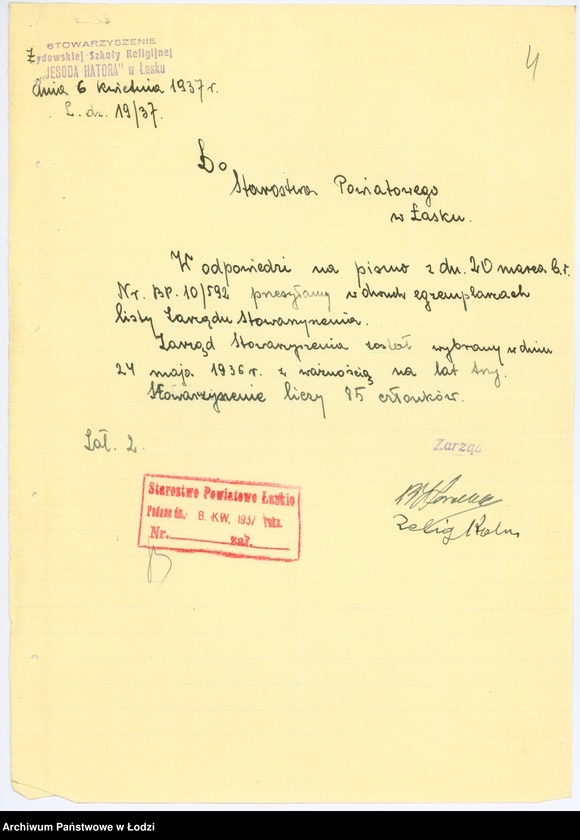 STOWARZYSZENIE
Żydowskiej Szkoły Religijnej
„JESODA HATORA" w Łasku
4
dnia 6 kwietnia 1937 r.
L. dz. 19/37.
Do
Starostwa Powiatowego
w Łasku.
W odpowiedzi na pismo z dn. 20 marca b.r.
Nr. BP. 10/592 przesyłamy w dwuch egzemplarzach
listy Zarządu Stowarzyszenia.
Zarząd Stowarzyszenia został wybrany w dniu
24 maja 1936 r. z ważnością na lat trzy.
Stowarzyszenie liczy 85 członków.
Zał. 2.
Zarząd
Starostwo Powiatowe Łaskie
Podano dn. 8. KW. 1937 roku.
Nr. zał.
Zelig
Archiwum Państwowe w Łodzi